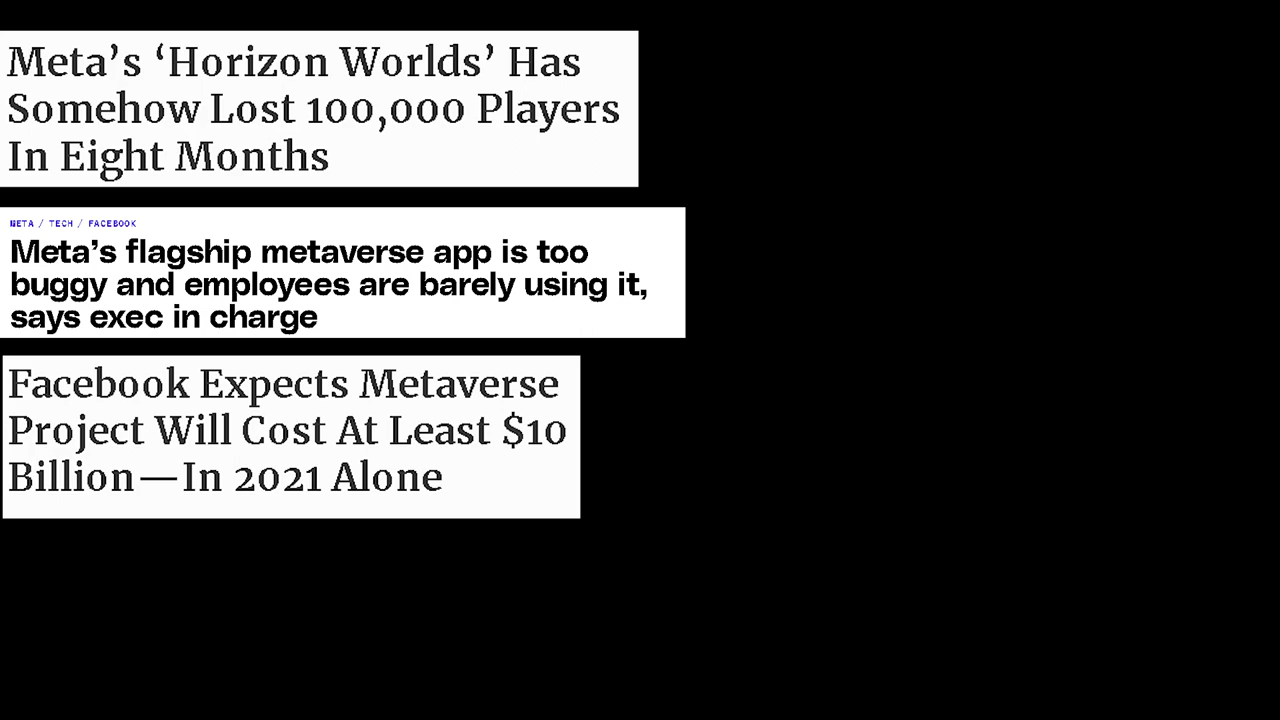 Meta’s ‘Horizon Worlds’ Has
Somehow Lost 100,000 Players
In Eight Months
META / TECH / FACEBOOK
Meta’s flagship metaverse app is too
buggy and employees are barely using it,
says exec in charge
Facebook Expects Metaverse
Project Will Cost At Least $10
Billion—In 2021 Alone